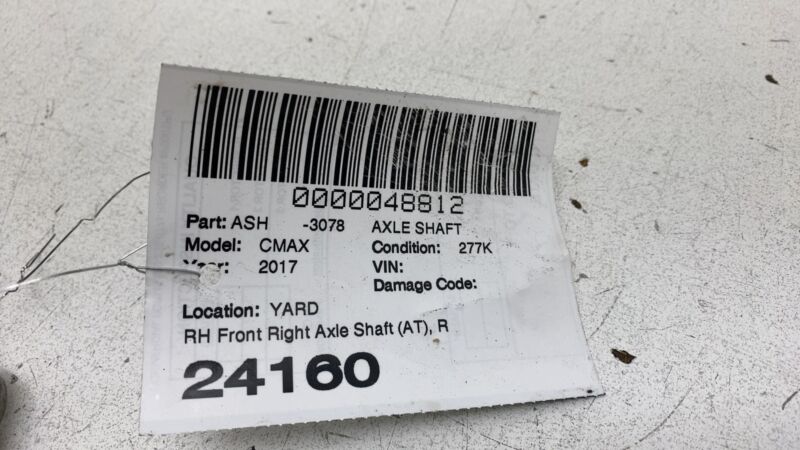 0000048812
Part: ASH -3078 AXLE SHAFT
Model: CMAX Condition: 277K
Year: 2017 VIN:
Damage Code:
Location: YARD
RH Front Right Axle Shaft (AT), R
24160